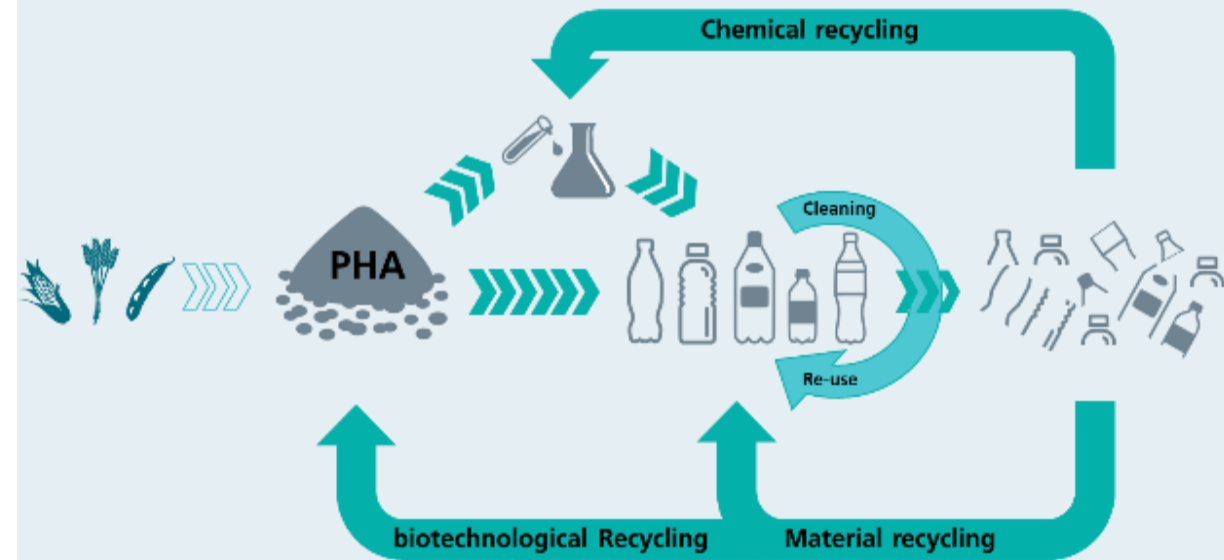 Chemical recycling
Cleaning
PHA
Re-use
biotechnological Recycling
Material recycling